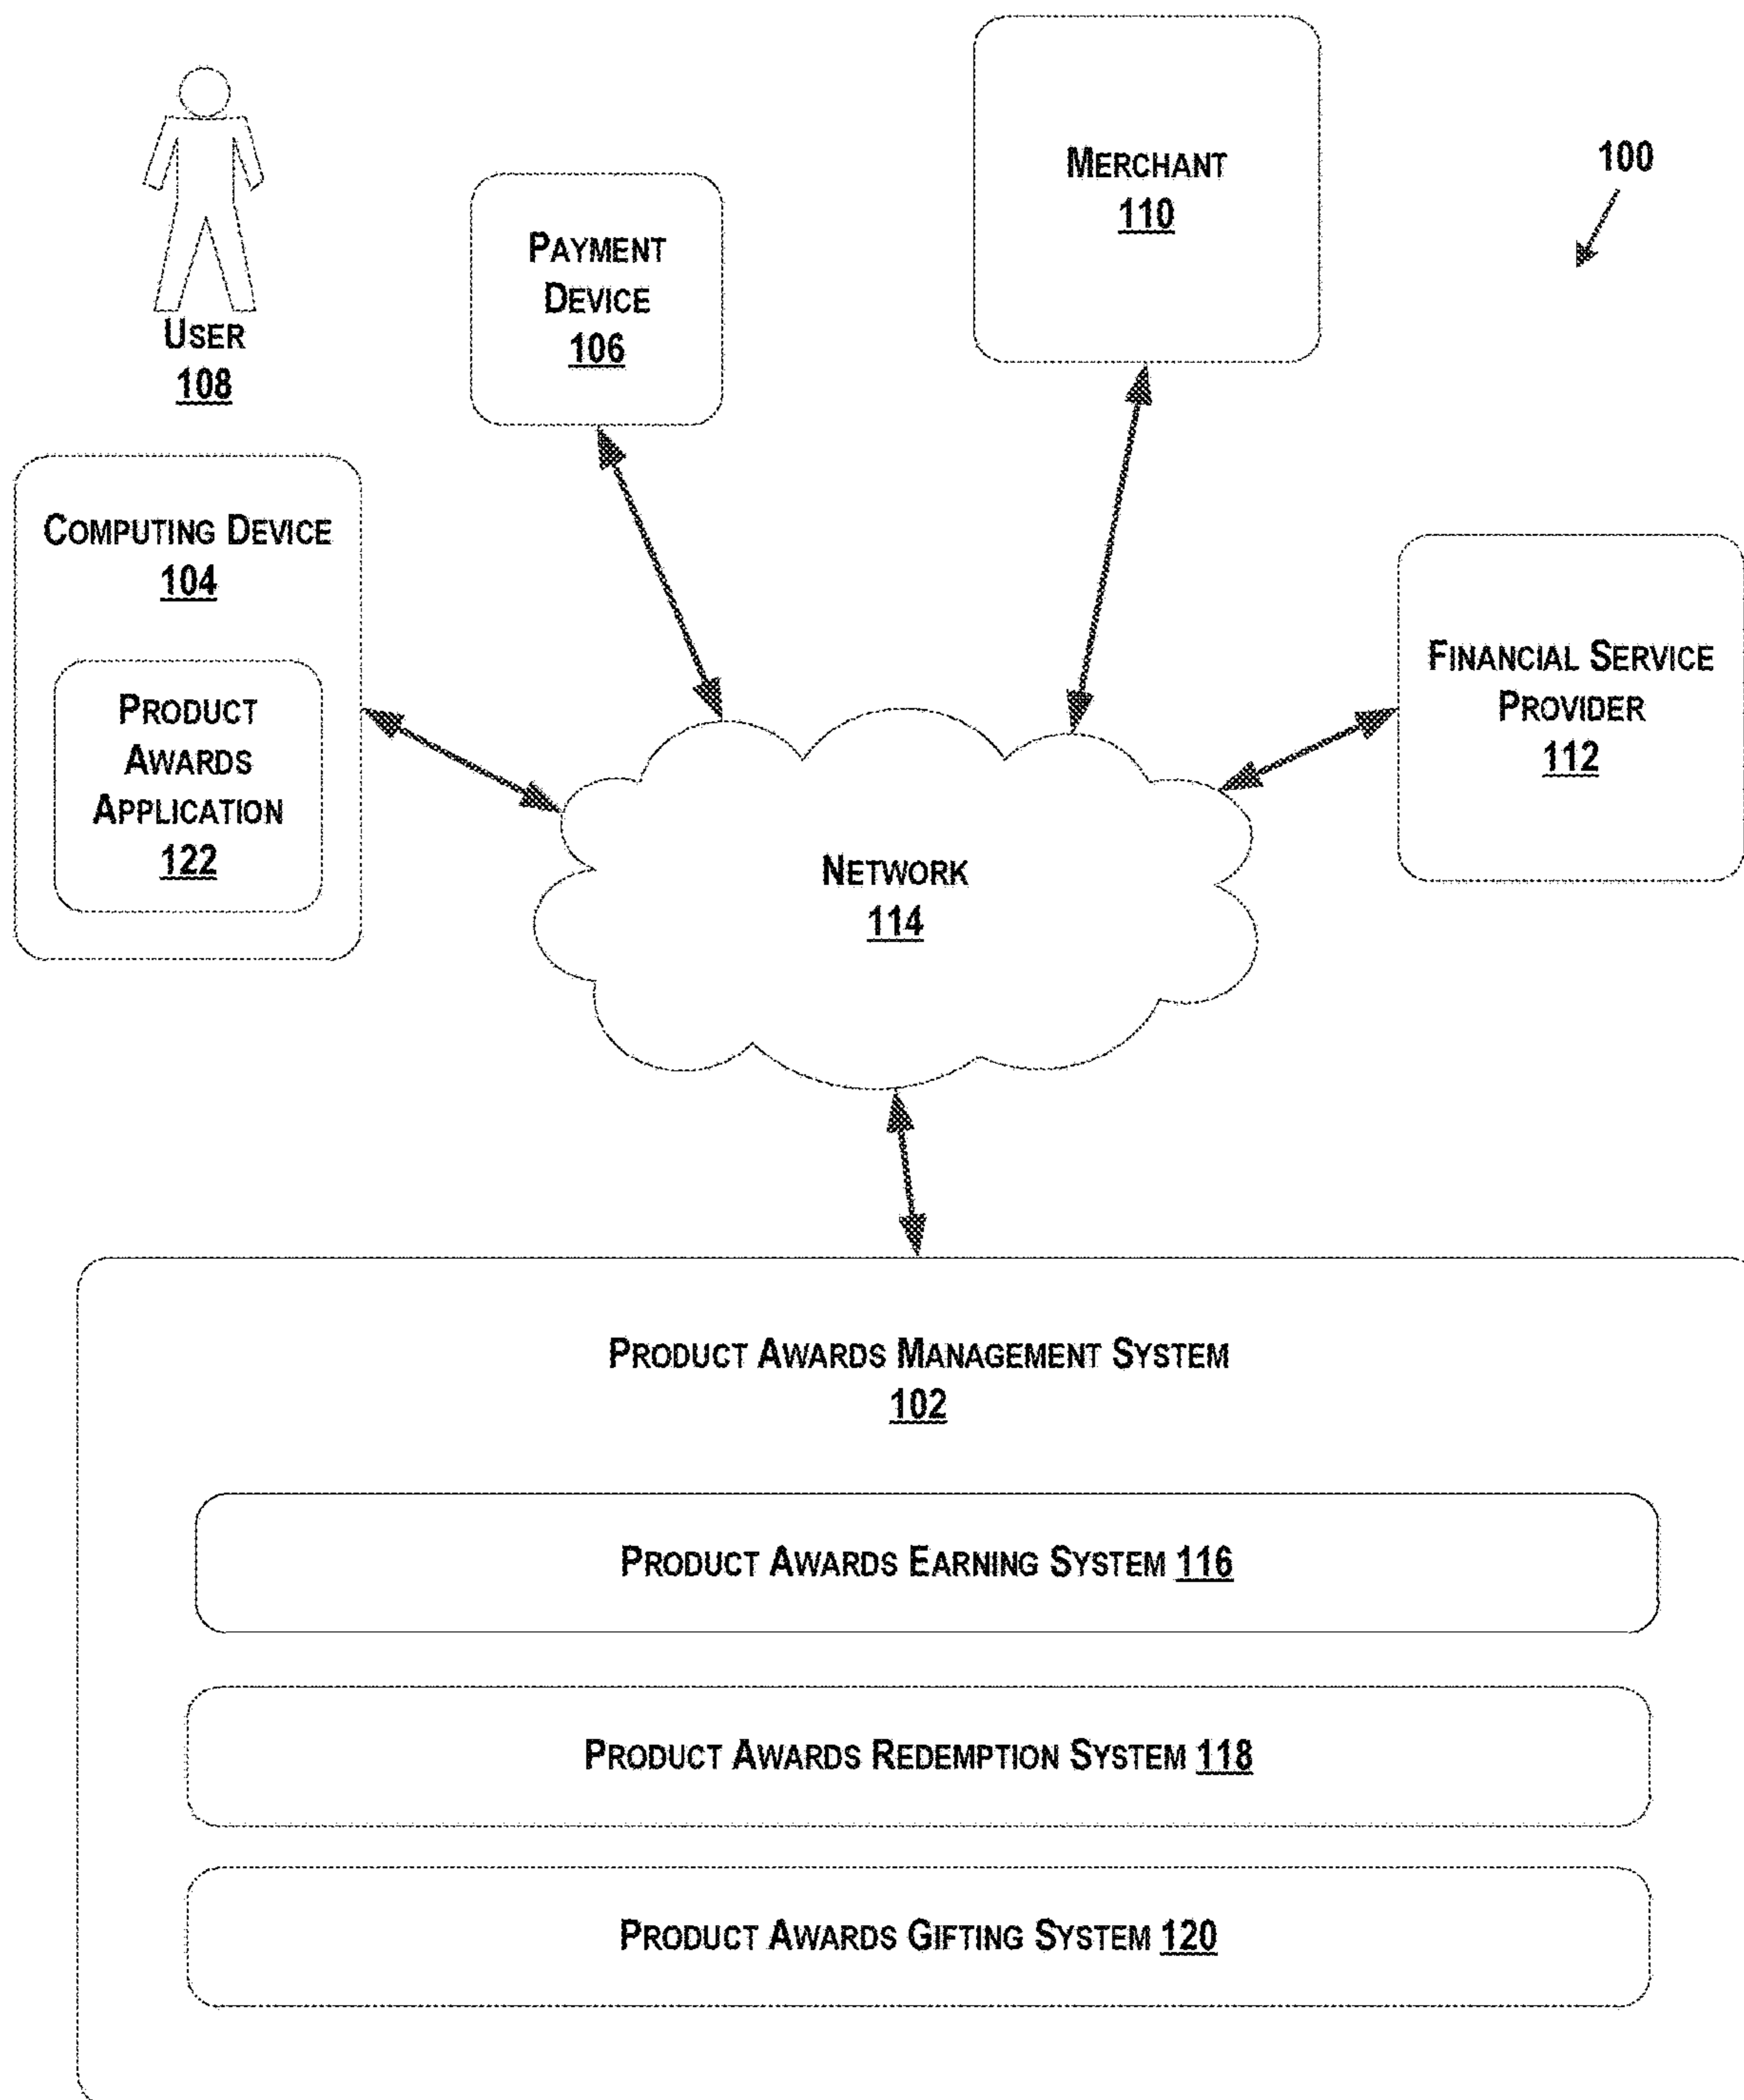 USER
108
PAYMENT
DEVICE
106
MERCHANT
110
100
COMPUTING DEVICE
104
PRODUCT
AWARDS
APPLICATION
122
FINANCIAL SERVICE
PROVIDER
112
NETWORK
114
PRODUCT AWARDS MANAGEMENT SYSTEM
102
PRODUCT AWARDS EARNING SYSTEM 116
PRODUCT AWARDS REDEMPTION SYSTEM 118
PRODUCT AWARDS GIFTING SYSTEM 120